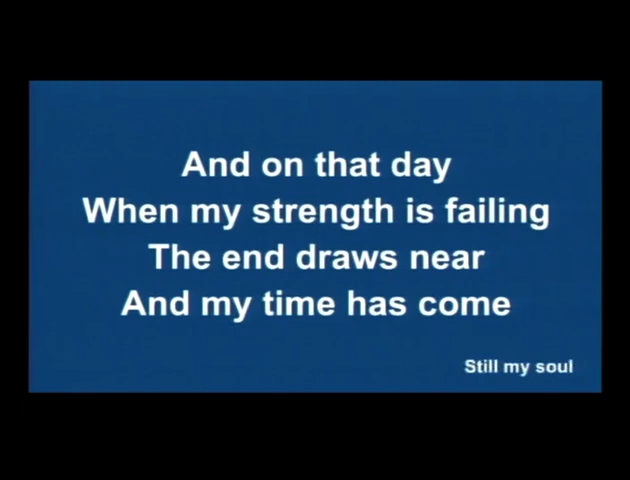 And on that day
When my strength is failing
The end draws near
And my time has come
Still my soul